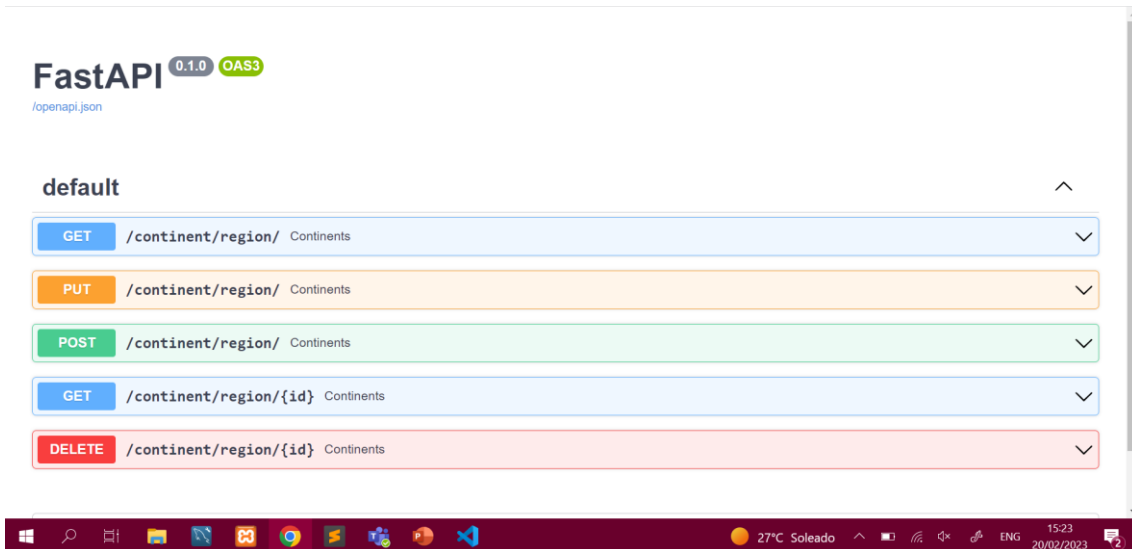 FastAPI 0.1.0 OAS3
/openapi.json
default
GET /continent/region/ Continents
PUT /continent/region/ Continents
POST /continent/region/ Continents
GET /continent/region/{id} Continents
DELETE /continent/region/{id} Continents
27°C Soleado ENG 15:23
20/02/2023 2